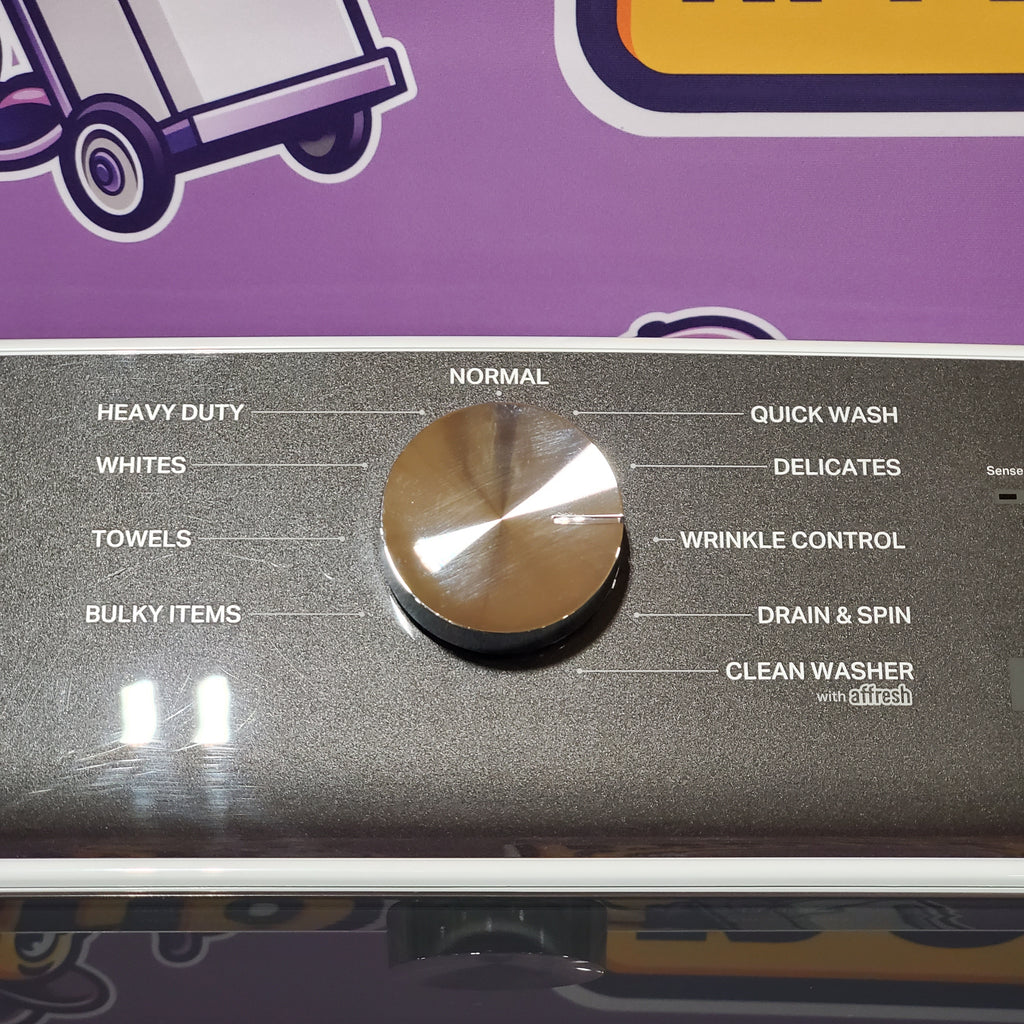 NORMAL
HEAVY DUTY
QUICK WASH
WHITES
DELICATES
Sense
TOWELS
WRINKLE CONTROL
BULKY ITEMS
DRAIN & SPIN
CLEAN WASHER
with affresh